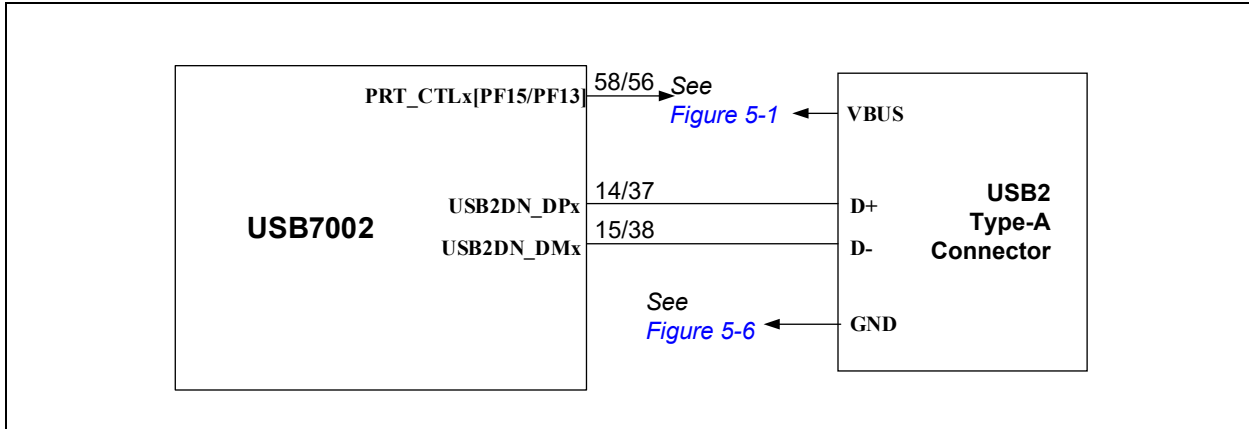 PRT_CTLx[PF15/PF13]
58/56
See
Figure 5-1
VBUS
USB7002
USB2DN_DPx
14/37
D+
USB2DN_DMx
15/38
D-
USB2
Type-A
Connector
See
Figure 5-6
GND